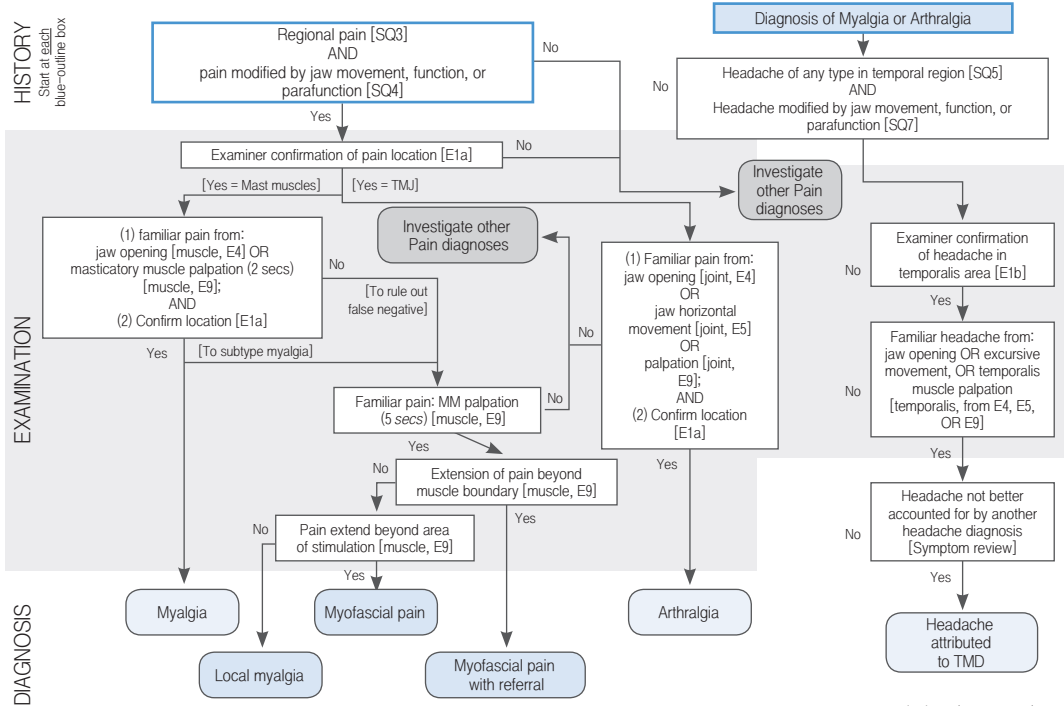 HISTORY
Start at each
blue-outline box
Regional pain [SQ3]
AND
pain modified by jaw movement, function, or
parafunction [SQ4]
No
Yes
Diagnosis of Myalgia or Arthralgia
No
Headache of any type in temporal region [SQ5]
AND
Headache modified by jaw movement, function, or
parafunction [SQ7]
EXAMINATION
Examiner confirmation of pain location [E1a]
No
[Yes = Mast muscles]
[Yes = TMJ]
Investigate
other Pain
diagnoses
Investigate other
Pain diagnoses
(1) familiar pain from:
jaw opening [muscle, E4] OR
masticatory muscle palpation (2 secs)
[muscle, E9];
AND
(2) Confirm location [E1a]
No
[To rule out
false negative]
Yes
[To subtype myalgia]
(1) Familiar pain from:
jaw opening [joint, E4]
OR
jaw horizontal
movement [joint, E5]
OR
palpation [joint,
E9];
AND
(2) Confirm location
[E1a]
No
Yes
Familiar pain: MM palpation
(5 secs) [muscle, E9]
No
Yes
Extension of pain beyond
muscle boundary [muscle, E9]
No
Yes
Pain extend beyond area
of stimulation [muscle, E9]
No
Yes
Examiner confirmation
of headache in
temporalis area [E1b]
No
Yes
Familiar headache from:
jaw opening OR excursive
movement, OR temporalis
muscle palpation
[temporalis, from E4, E5,
OR E9]
No
Yes
Headache not better
accounted for by another
headache diagnosis
[Symptom review]
No
Yes
DIAGNOSIS
Myalgia
Myofascial pain
Arthralgia
Headache
attributed
to TMD
Local myalgia
Myofascial pain
with referral